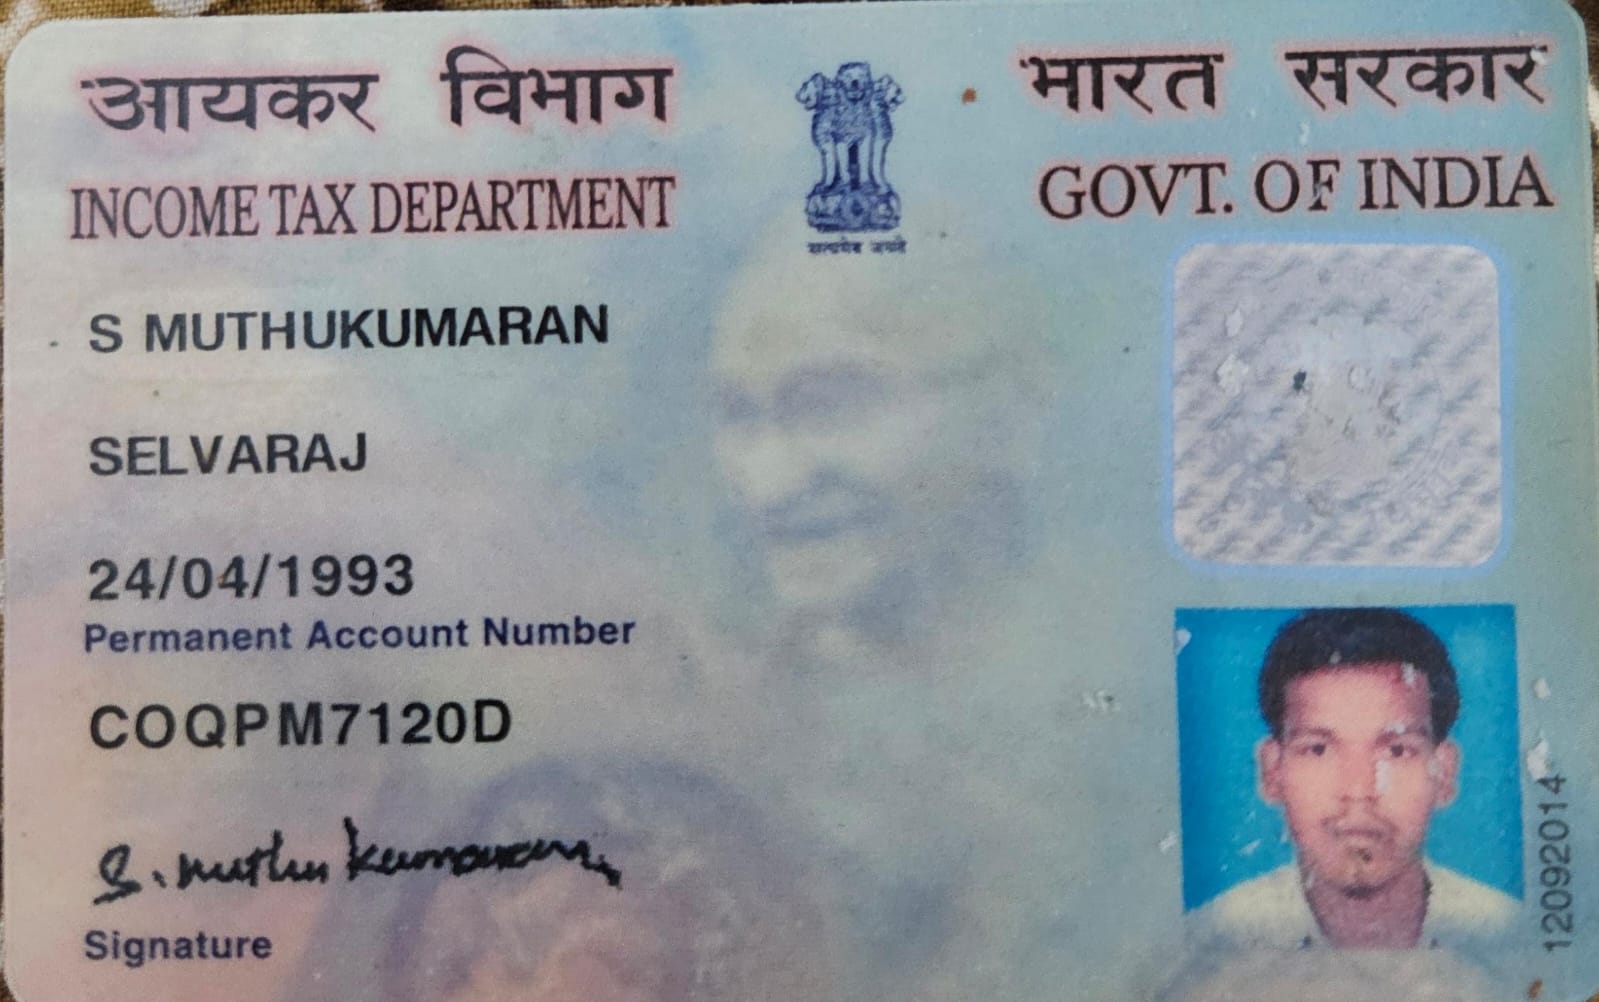 आयकर विभाग
INCOME TAX DEPARTMENT
सत्यमेव जयते
भारत सरकार
GOVT. OF INDIA
S MUTHUKUMARAN
SELVARAJ
24/04/1993
Permanent Account Number
COQPM7120D
S. Muthu Kumaran
Signature
12092014